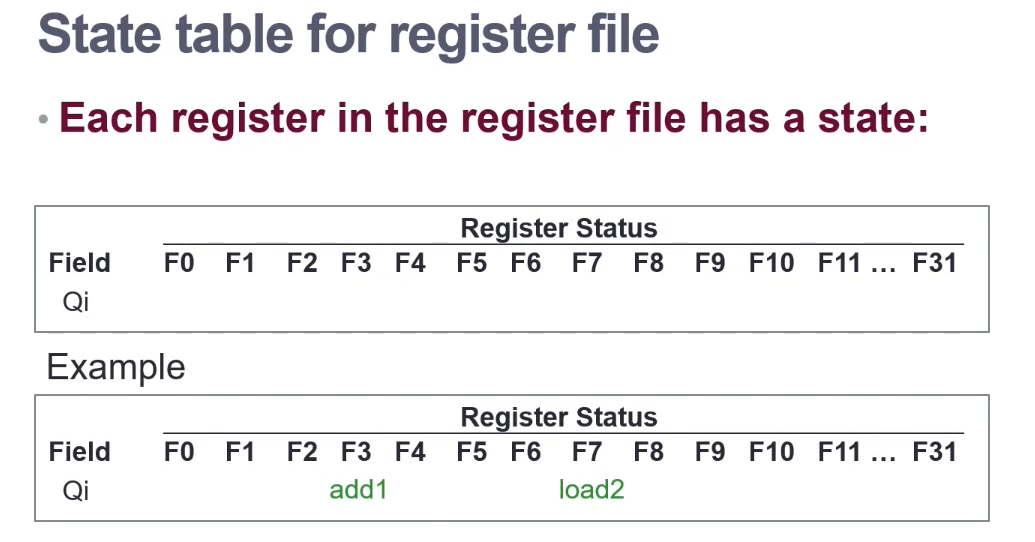 State table for register file
• Each register in the register file has a state:
Register Status
Field F0 F1 F2 F3 F4 F5 F6 F7 F8 F9 F10 F11 ... F31
Qi
Example
Register Status
Field F0 F1 F2 F3 F4 F5 F6 F7 F8 F9 F10 F11 ... F31
Qi add1 load2